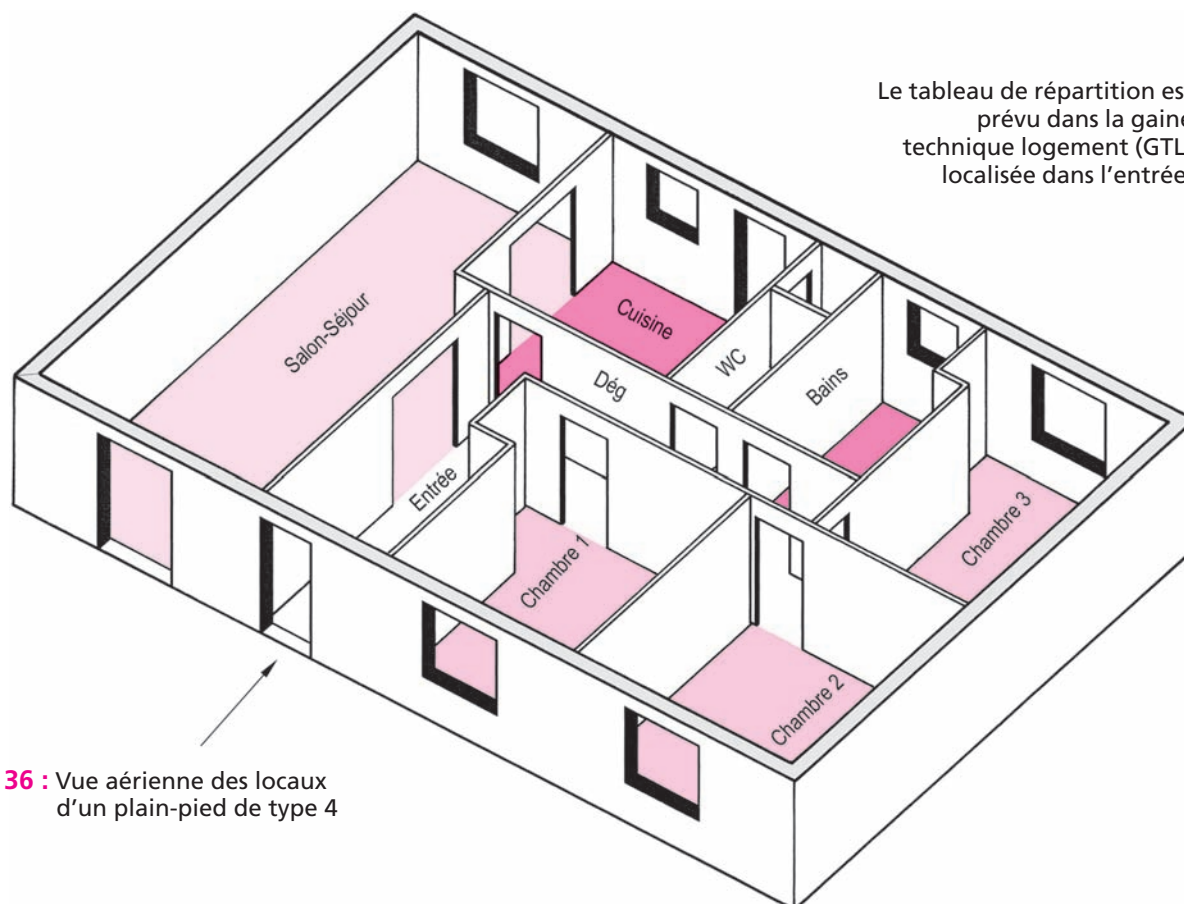 Le tableau de répartition es
prévu dans la gaine
technique logement (GTL
localisée dans l'entrée
Salon-Séjour
Cuisine
WC
Dég
Bains
Entrée
Chambre 1
Chambre 3
Chambre 2
36 : Vue aérienne des locaux
d'un plain-pied de type 4